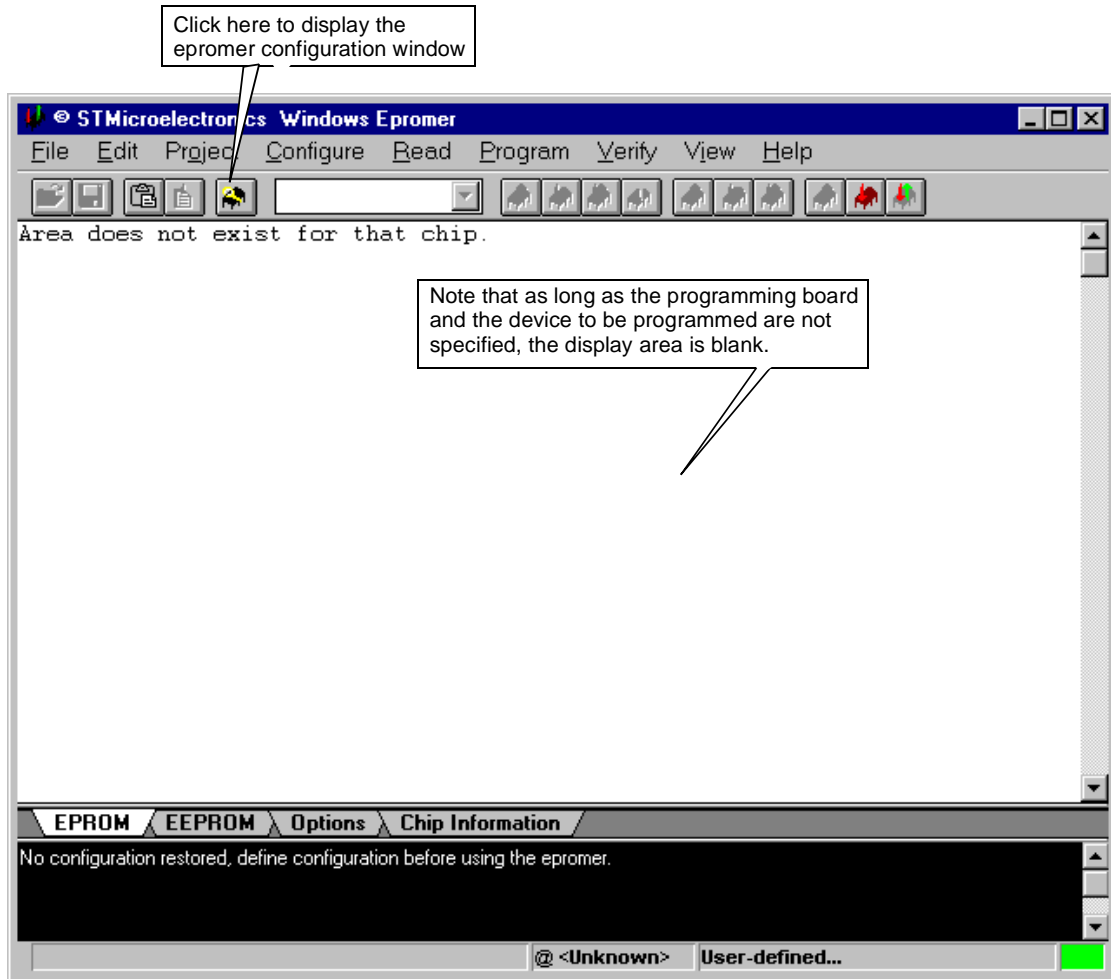 Click here to display the
epromer configuration window
© STMicroelectronics Windows Epromer
File Edit Project Configure Read Program Verify View Help
Area does not exist for that chip.
Note that as long as the programming board
and the device to be programmed are not
specified, the display area is blank.
EPROM EEPROM Options Chip Information
No configuration restored, define configuration before using the epromer.
@ <Unknown> User-defined...